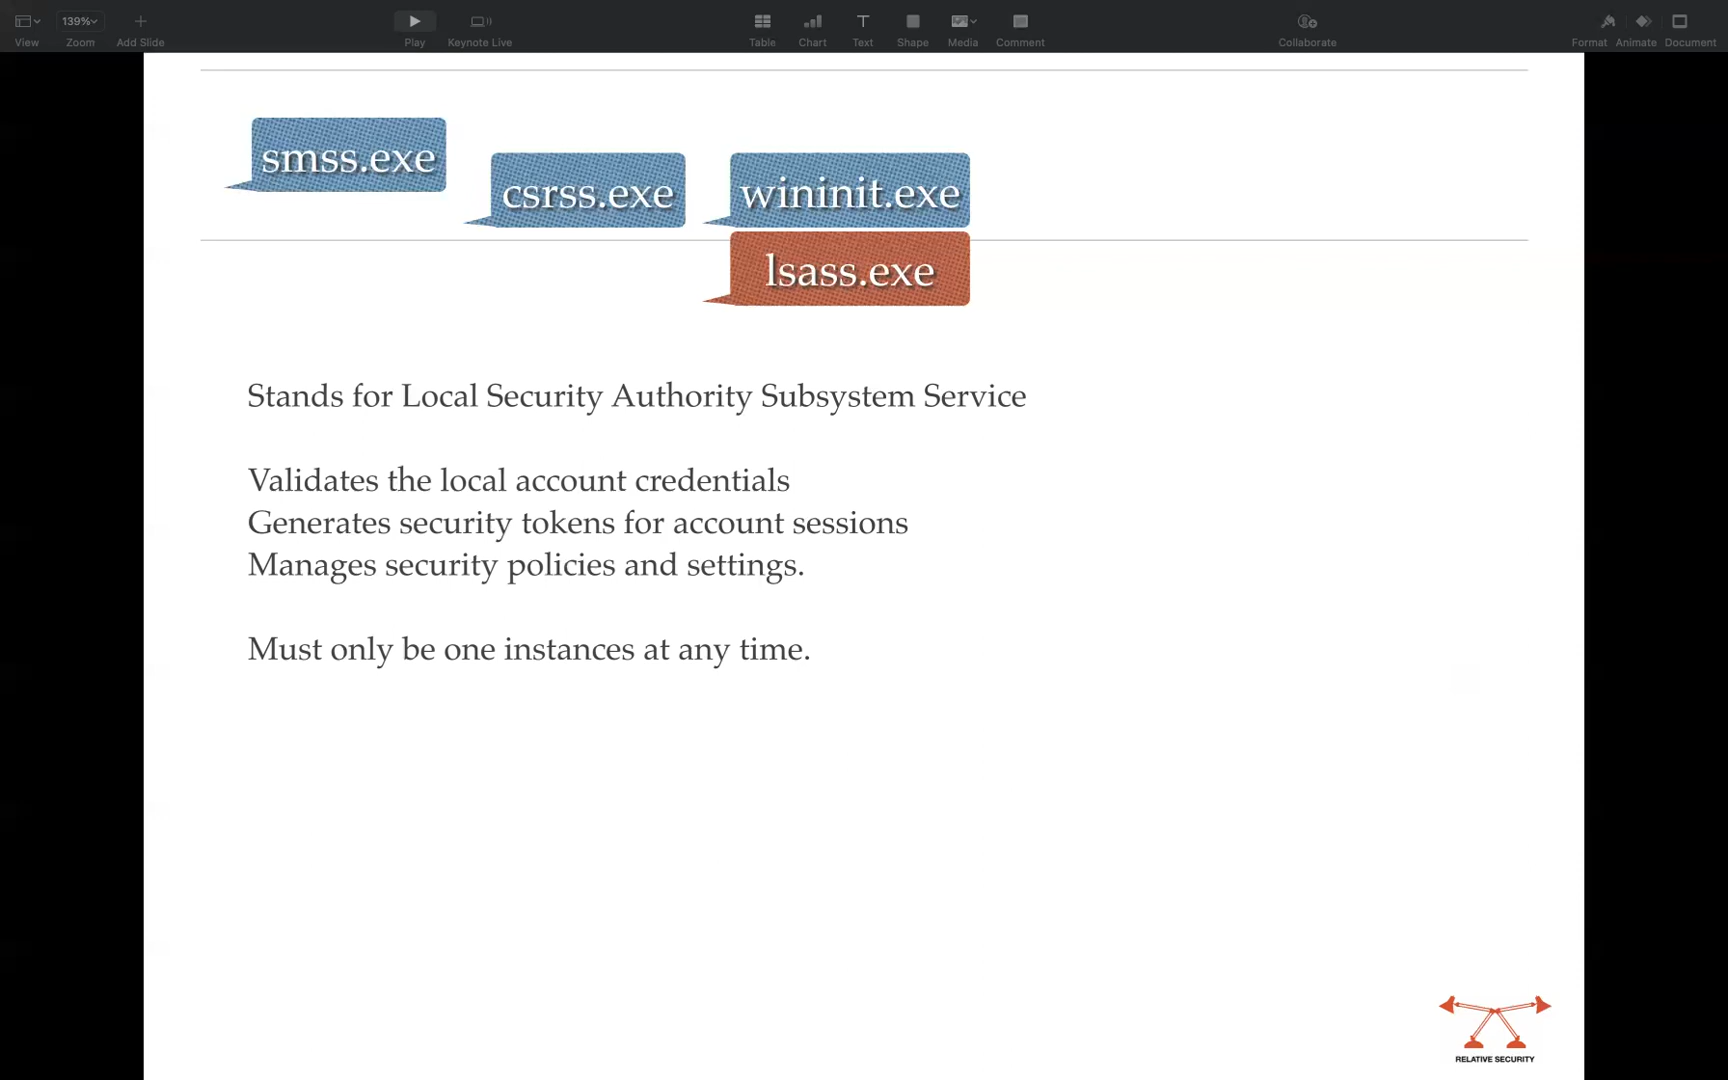 139%
View
Zoom
Add Slide
Play
Keynote Live
Table
Chart
Text
Shape
Media
Comment
Collaborate
Format
Animate
Document
smss.exe
csrss.exe
wininit.exe
lsass.exe
Stands for Local Security Authority Subsystem Service
Validates the local account credentials
Generates security tokens for account sessions
Manages security policies and settings.
Must only be one instances at any time.
RELATIVE SECURITY